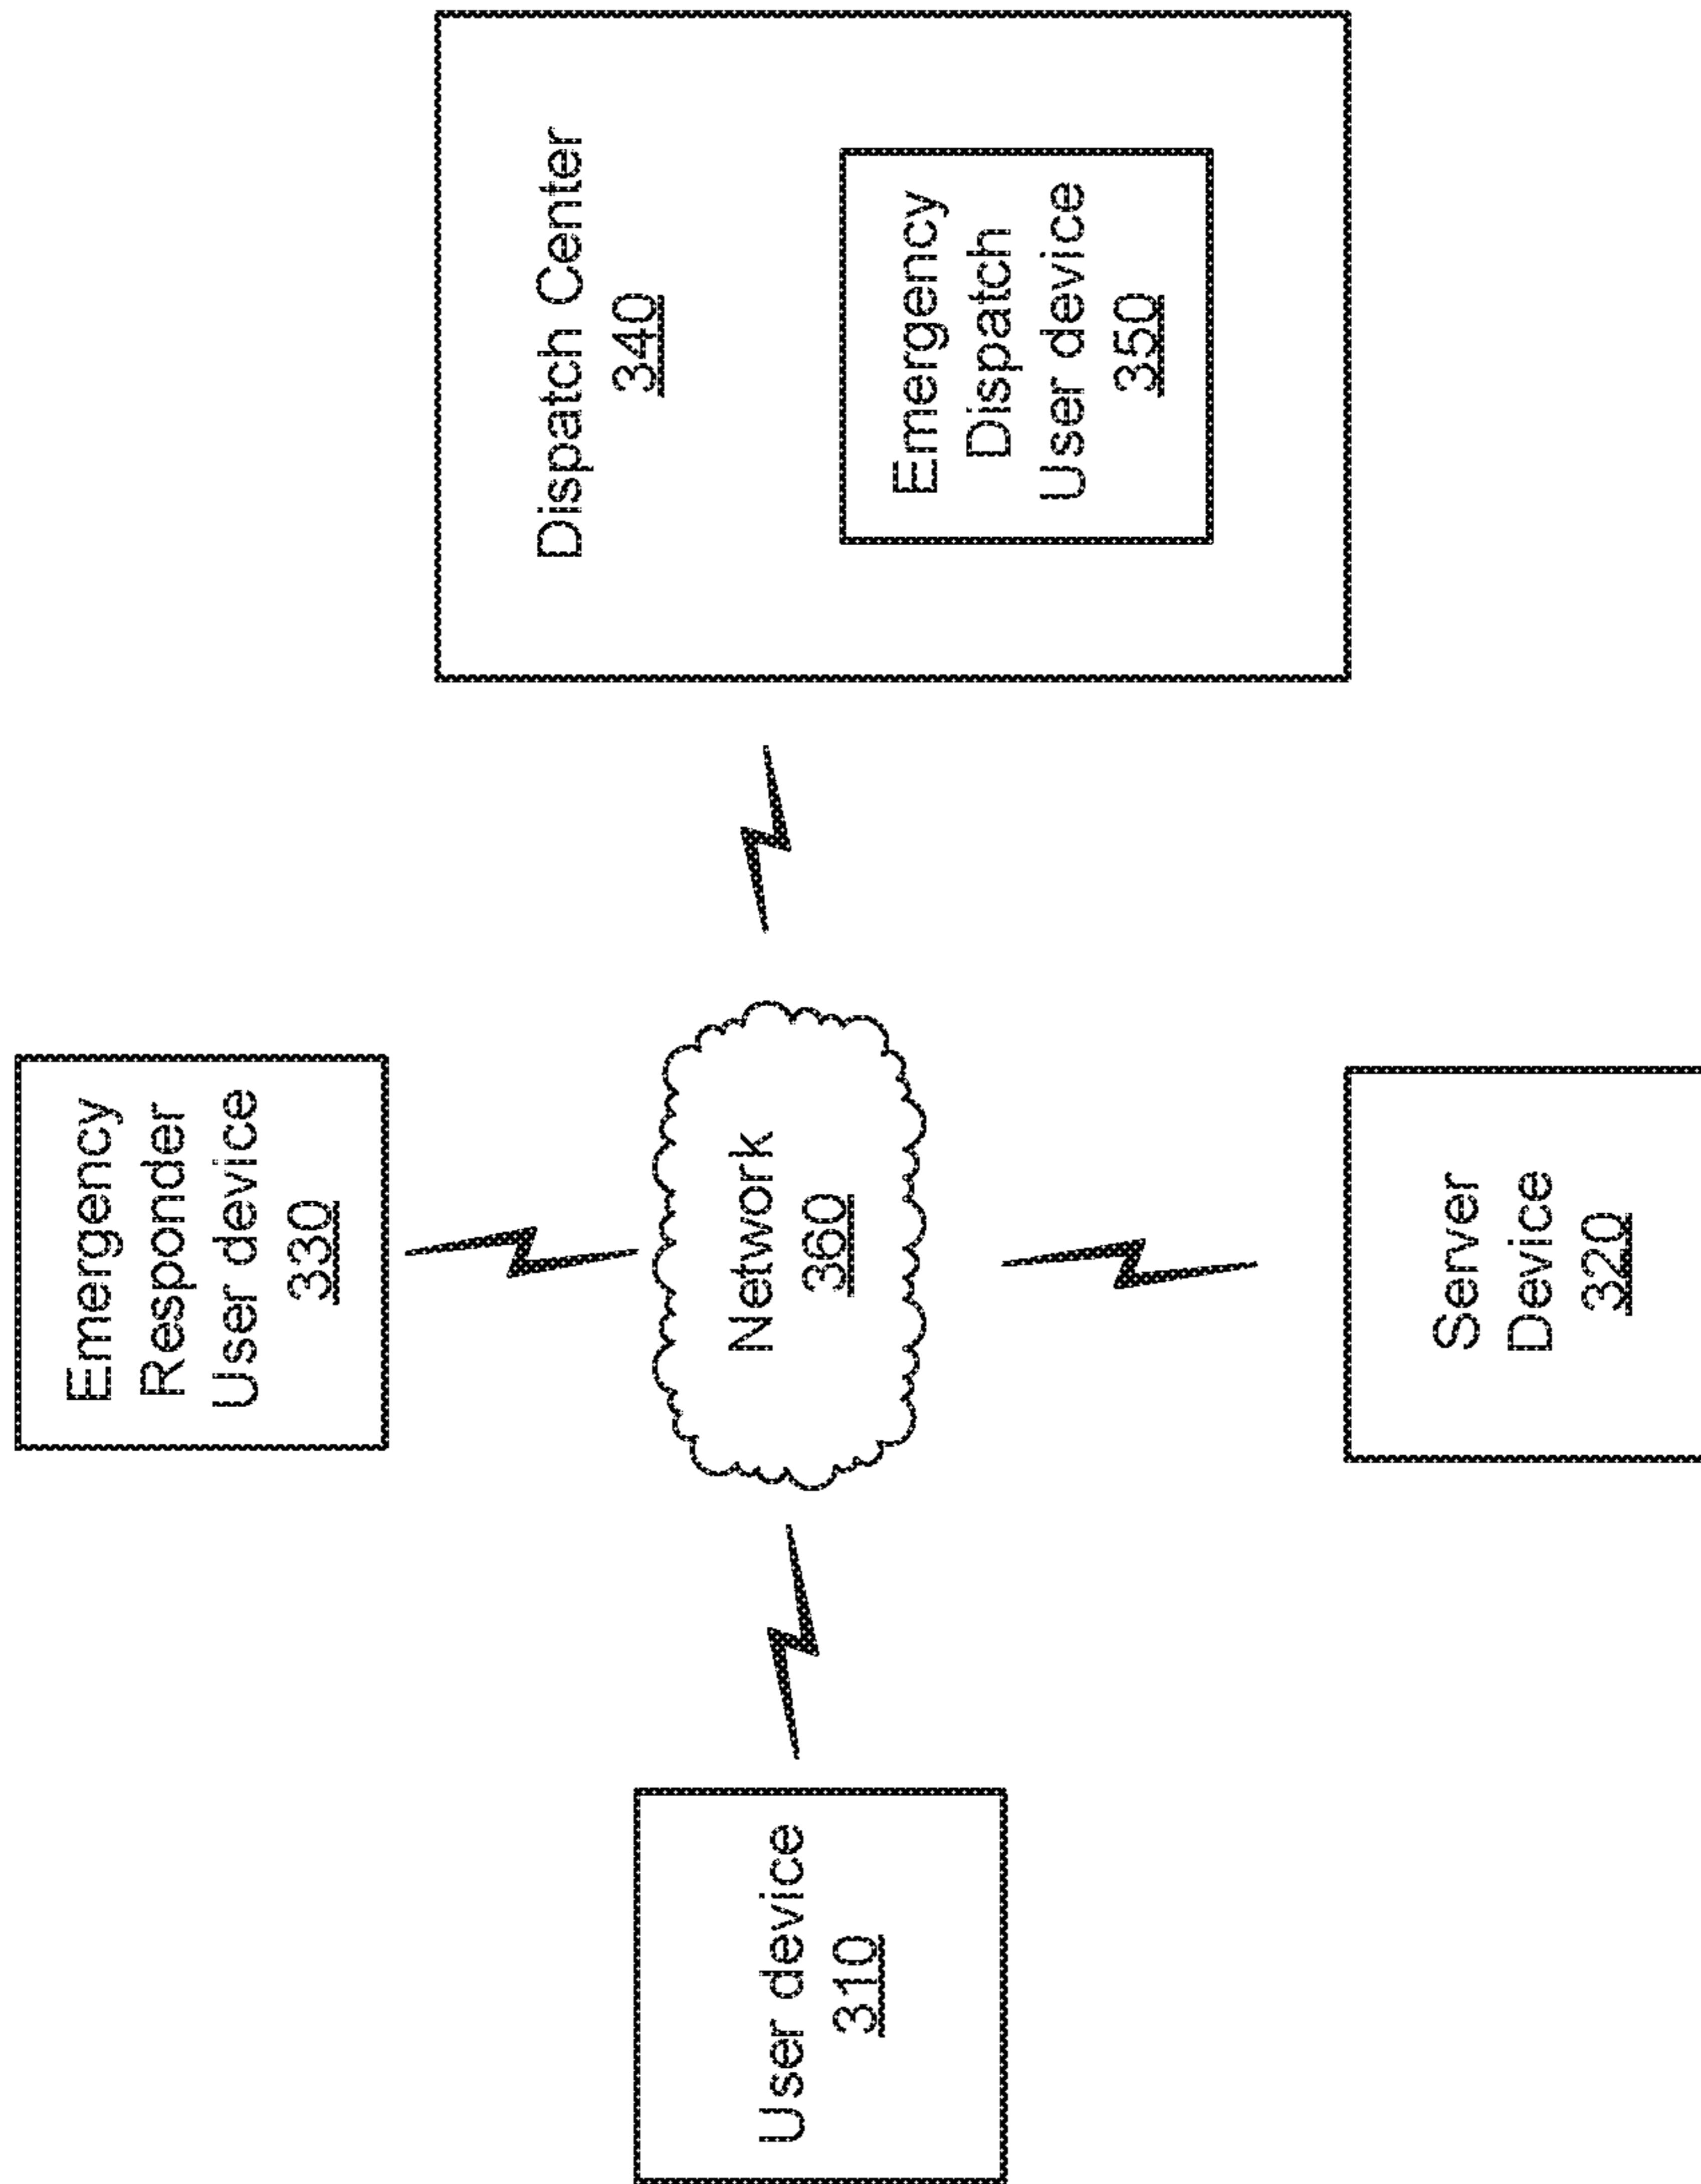 Emergency
Responder
User device
330
User device
310
Network
360
Dispatch Center
340
Emergency
Dispatch
User device
350
Server
Device
320